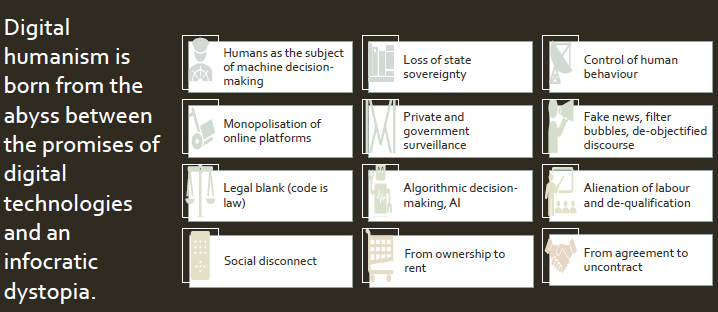 Digital
humanism is
born from the
abyss between
the promises of
digital
technologies
and an
infocratic
dystopia.
Humans as the subject
of machine decision-
making
Loss of state
sovereignty
Control of human
behaviour
Monopolisation of
online platforms
Private and
government
surveillance
Fake news, filter
bubbles, de-objectified
discourse
Legal blank (code is
law)
Algorithmic decision-
making, AI
Alienation of labour
and de-qualification
Social disconnect
From ownership to
rent
From agreement to
uncontract